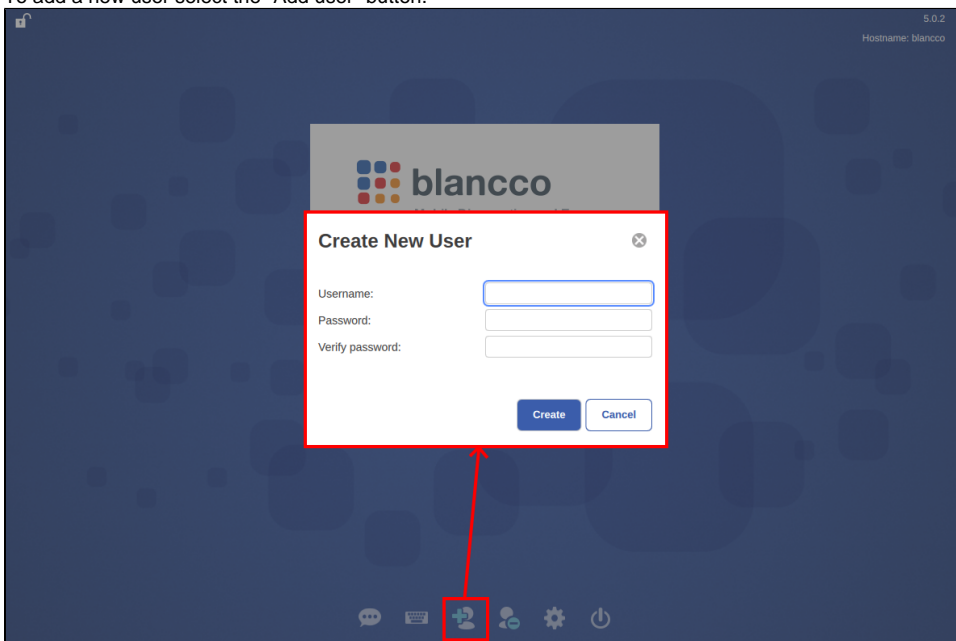 To add a new user select the "Add user" button.
5.0.2
Hostname: blancco
blancco
Create New User
Username:
Password:
Verify password:
Create
Cancel